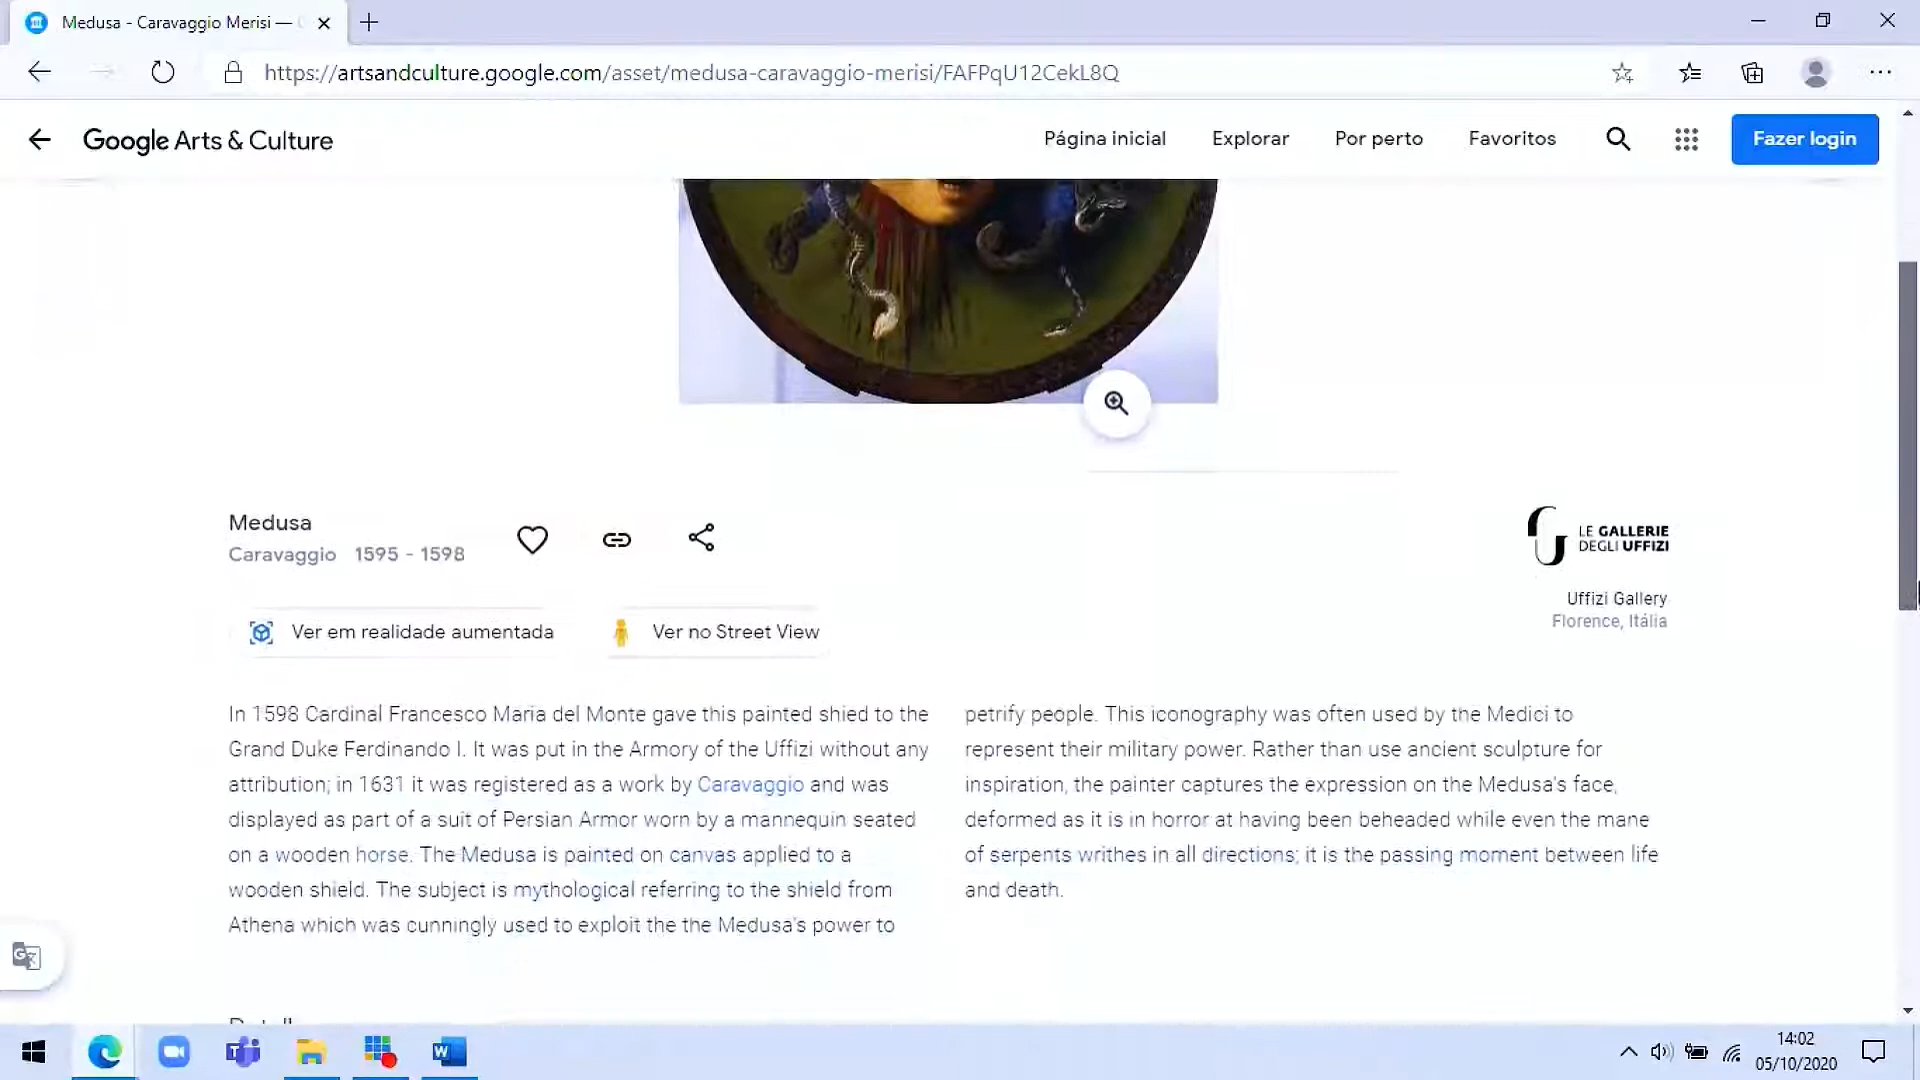 Medusa - Caravaggio Merisi —
https://artsandculture.google.com/asset/medusa-caravaggio-merisi/FAFPqU12CekL8Q
Google Arts & Culture
Página inicial
Explorar
Por perto
Favoritos
Fazer login
Medusa
Caravaggio 1595 - 1598
LE GALLERIE
DEGLI UFFIZI
Uffizi Gallery
Florence, Itália
Ver em realidade aumentada
Ver no Street View
In 1598 Cardinal Francesco Maria del Monte gave this painted shied to the
Grand Duke Ferdinando I. It was put in the Armory of the Uffizi without any
attribution; in 1631 it was registered as a work by Caravaggio and was
displayed as part of a suit of Persian Armor worn by a mannequin seated
on a wooden horse. The Medusa is painted on canvas applied to a
wooden shield. The subject is mythological referring to the shield from
Athena which was cunningly used to exploit the the Medusa's power to
petrify people. This iconography was often used by the Medici to
represent their military power. Rather than use ancient sculpture for
inspiration, the painter captures the expression on the Medusa's face,
deformed as it is in horror at having been beheaded while even the mane
of serpents writhes in all directions; it is the passing moment between life
and death.
14:02
05/10/2020